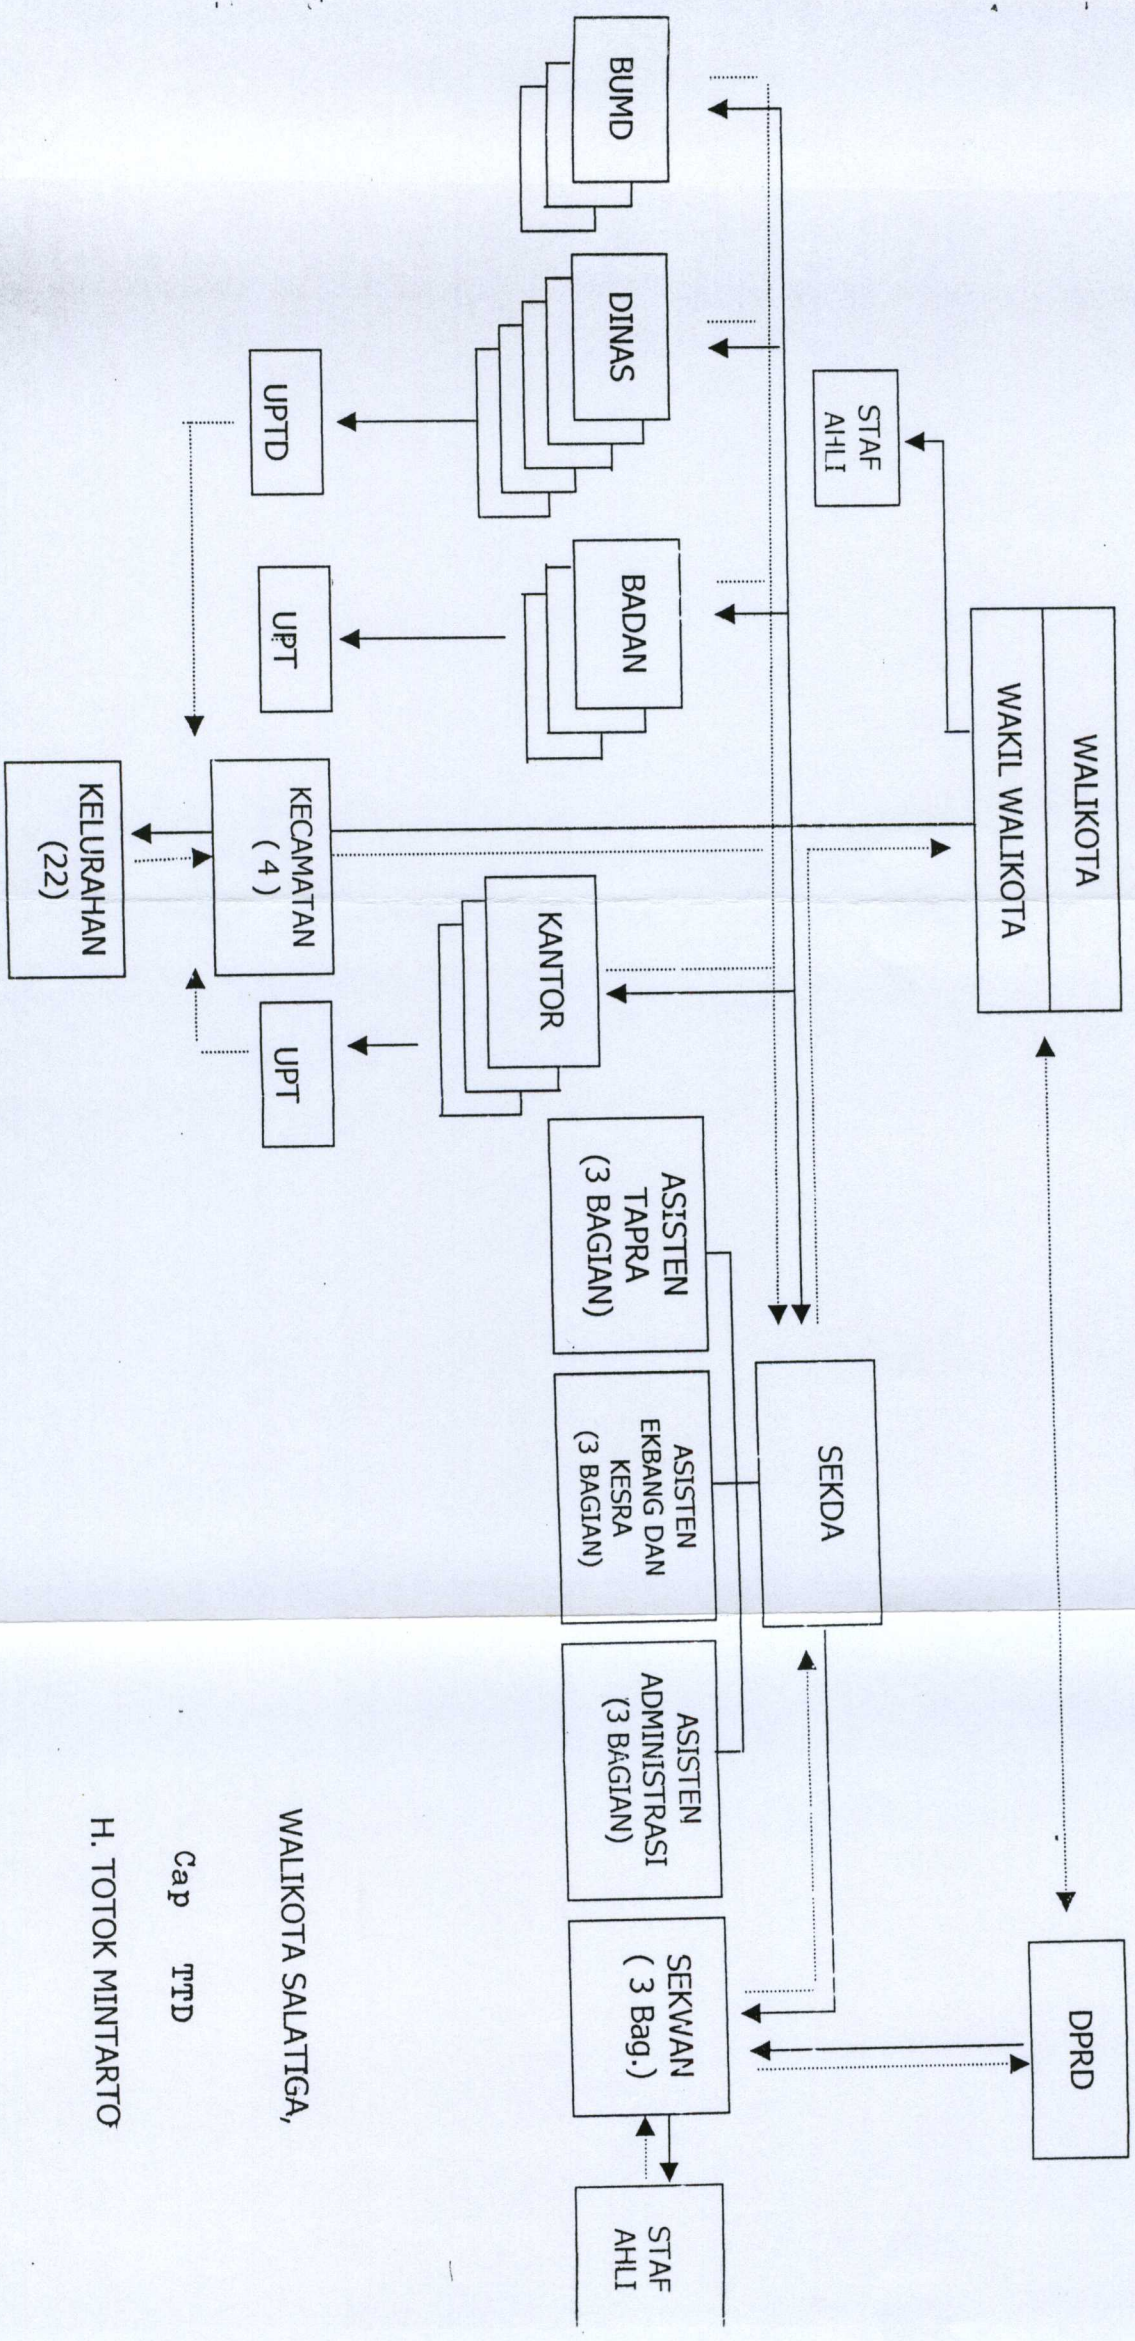 WALIKOTA
WAKIL WALIKOTA
DPRD
STAF
AHLI
SEKDA
BUMD
DINAS
BADAN
KANTOR
ASISTEN
TAPRA
(3 BAGIAN)
ASISTEN
EKBANG DAN
KESRA
(3 BAGIAN)
ASISTEN
ADMINISTRASI
(3 BAGIAN)
SEKWAN
( 3 Bag.)
STAF
AHLI
UPTD
UPT
KECAMATAN
( 4 )
UPT
KELURAHAN
(22)
WALIKOTA SALATIGA,
Cap TTD
H. TOTOK MINTARTO